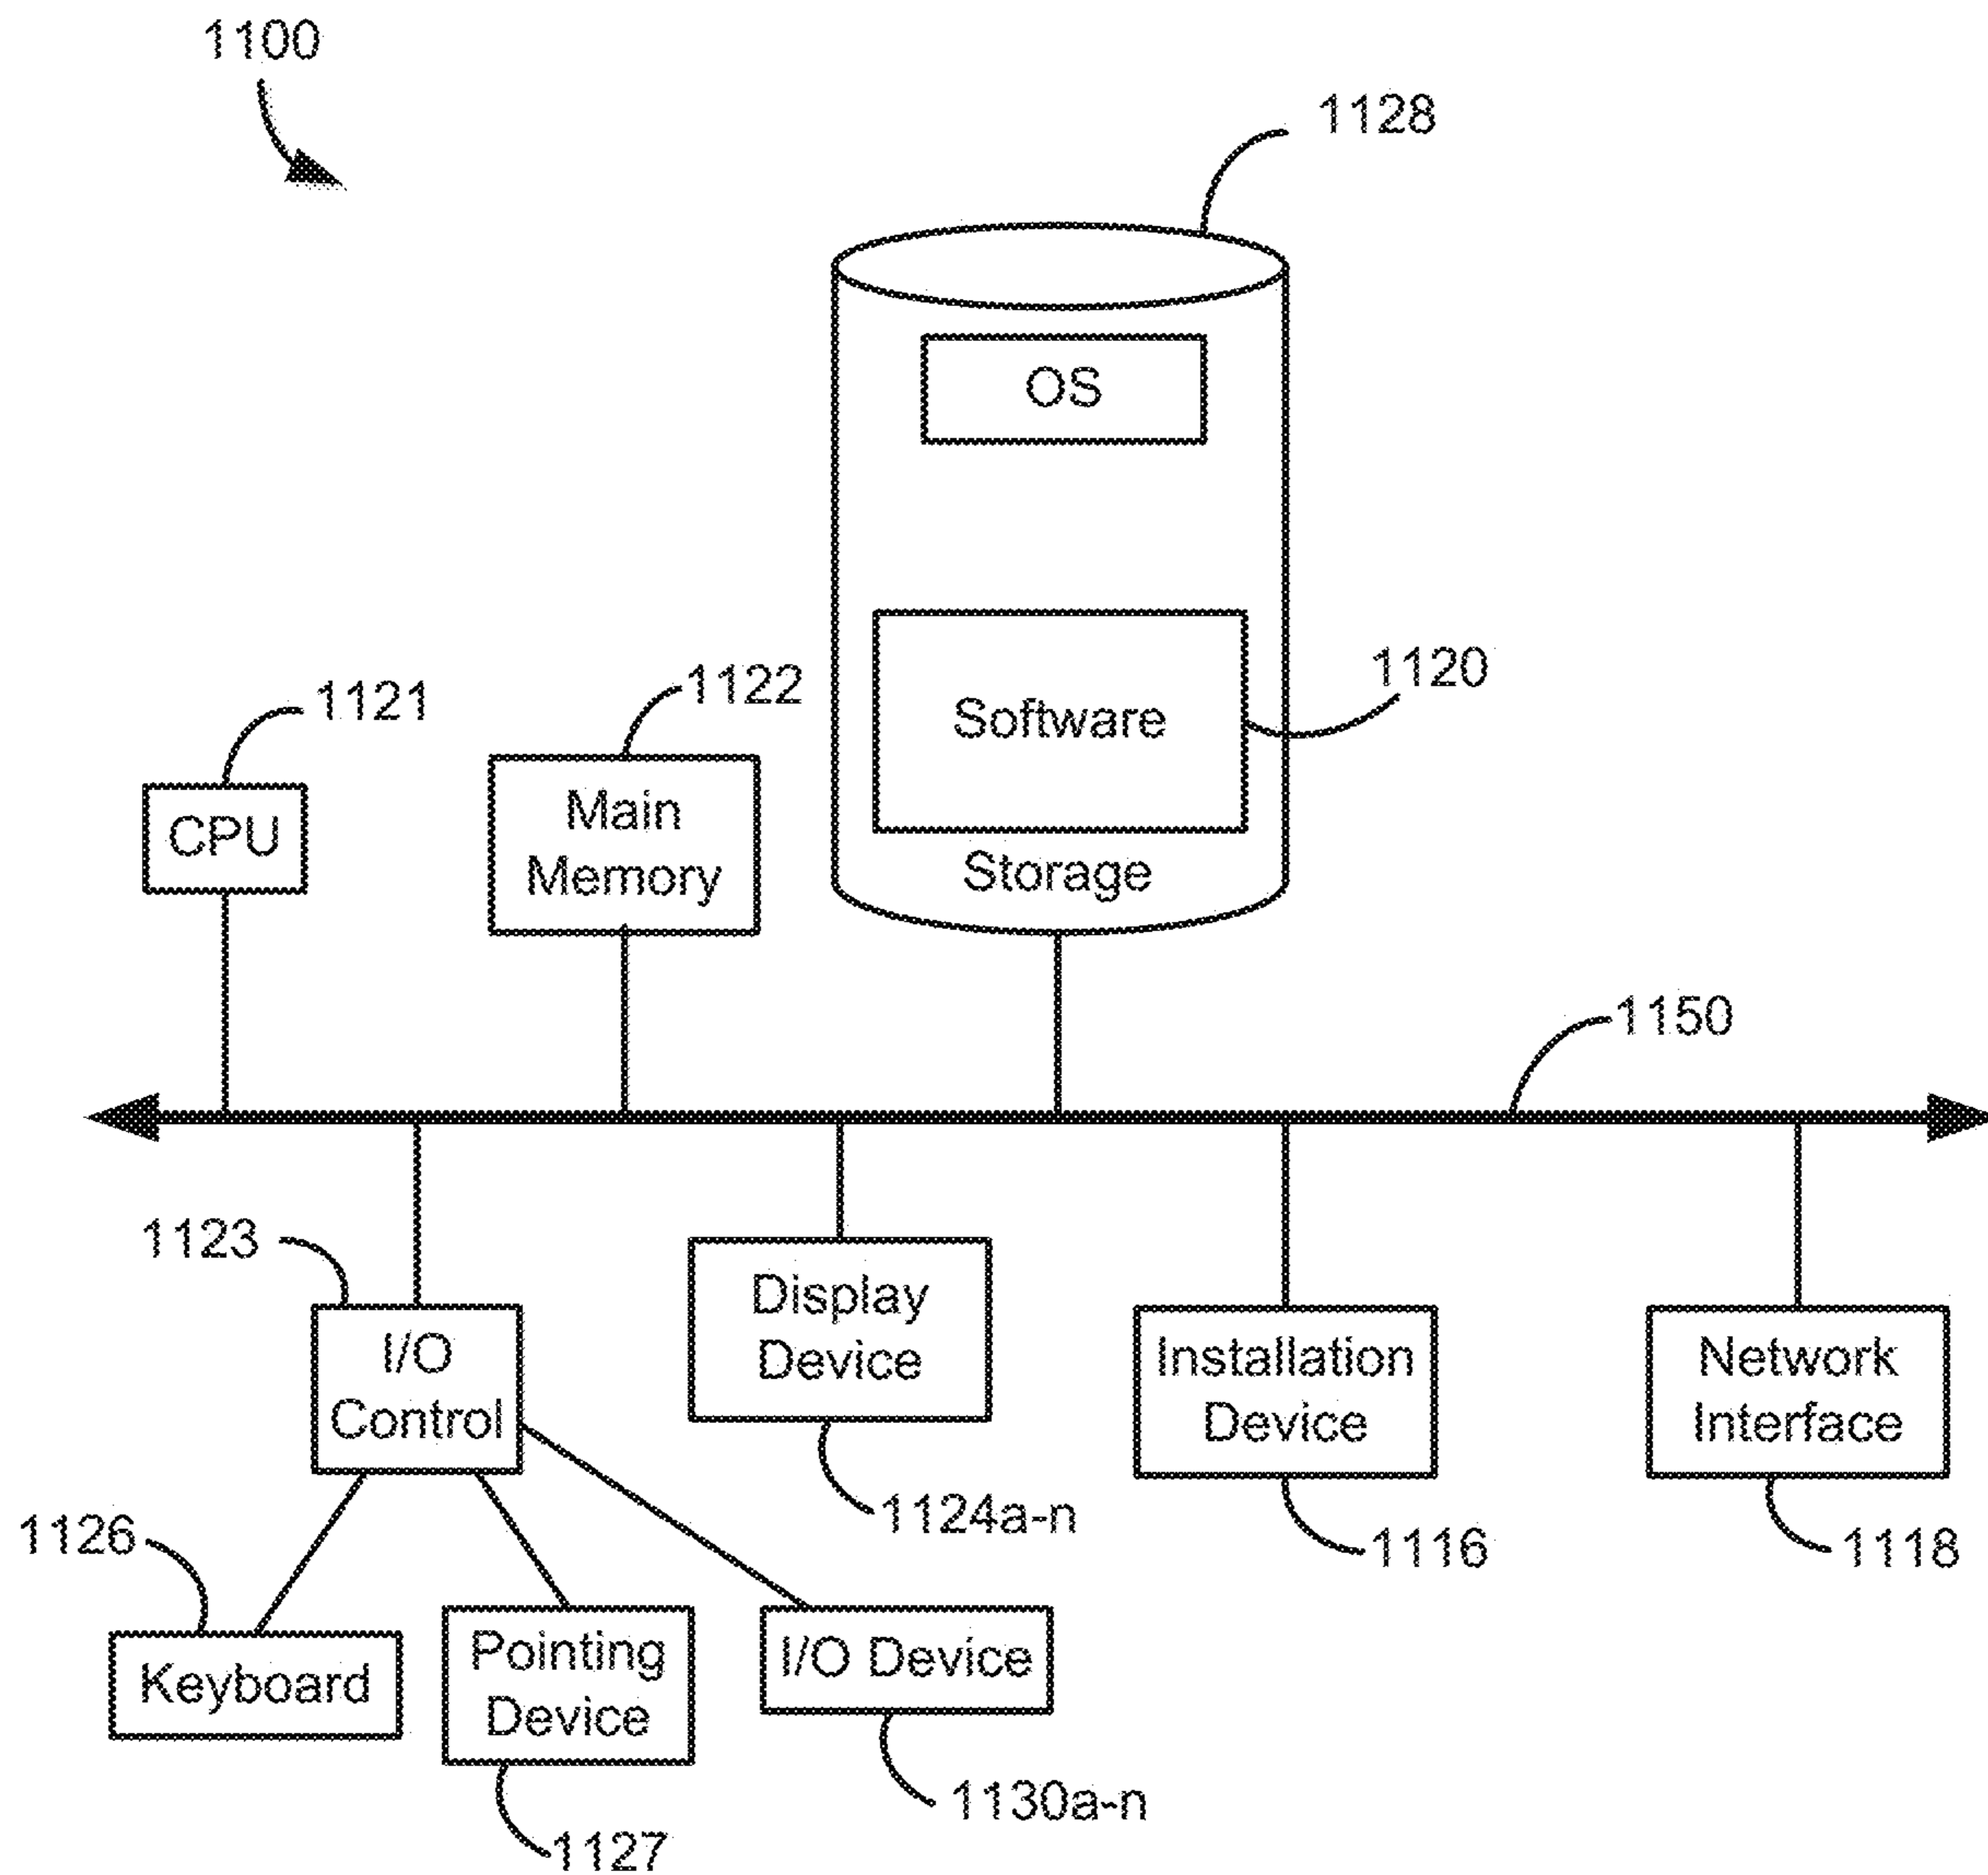 1100
1128
OS
1120
Software
1121
1122
CPU
Main
Memory
Storage
1150
1123
I/O
Control
Display
Device
Installation
Device
Network
Interface
1124a-n
1116
1118
1126
Keyboard
Pointing
Device
I/O Device
1130a-n
1127